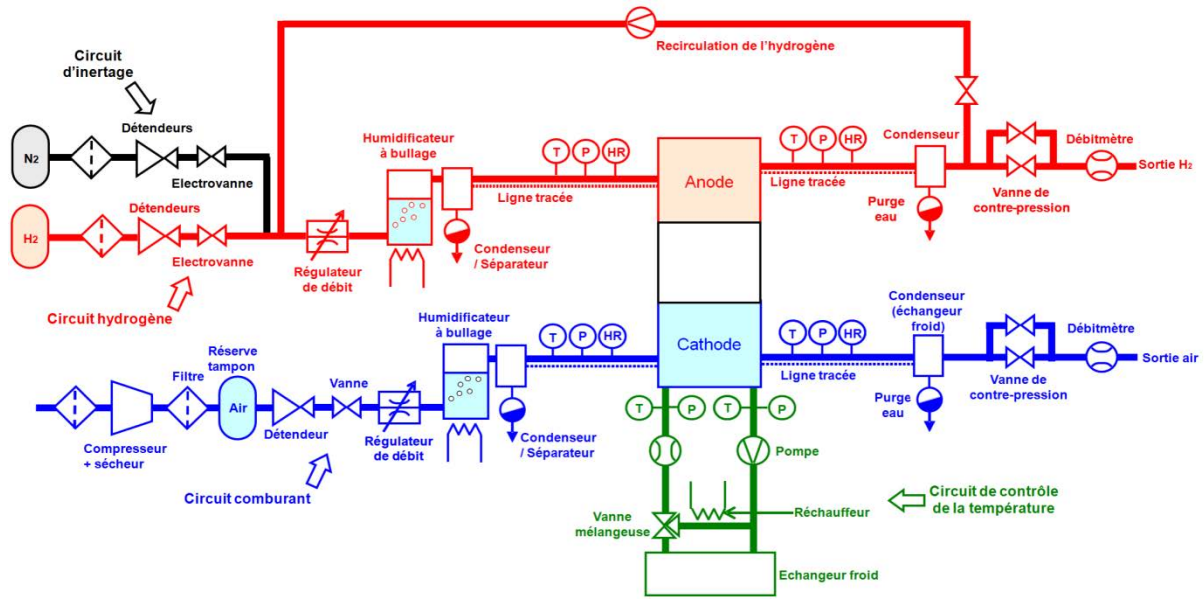 Recirculation de l'hydrogène
Circuit
d'inertage
Détendeurs
N2
Electrovanne
Détendeurs
H2
Electrovanne
Circuit hydrogène
Régulateur
de débit
Humidificateur
à bullage
Condenseur
/ Séparateur
T
P
HR
Ligne tracée
Anode
T
P
HR
Ligne tracée
Condenseur
Purge
eau
Vanne de
contre-pression
Débitmètre
Sortie H2
Compresseur
+ sécheur
Filtre
Réserve
tampon
Air
Détendeur
Vanne
Circuit comburant
Régulateur
de débit
Humidificateur
à bullage
Condenseur
/ Séparateur
T
P
HR
Cathode
T
P
HR
Ligne tracée
Condenseur
(échangeur
froid)
Purge
eau
Vanne de
contre-pression
Débitmètre
Sortie air
T
P
T
P
Pompe
Circuit de contrôle
de la température
Réchauffeur
Vanne
mélangeuse
Echangeur froid